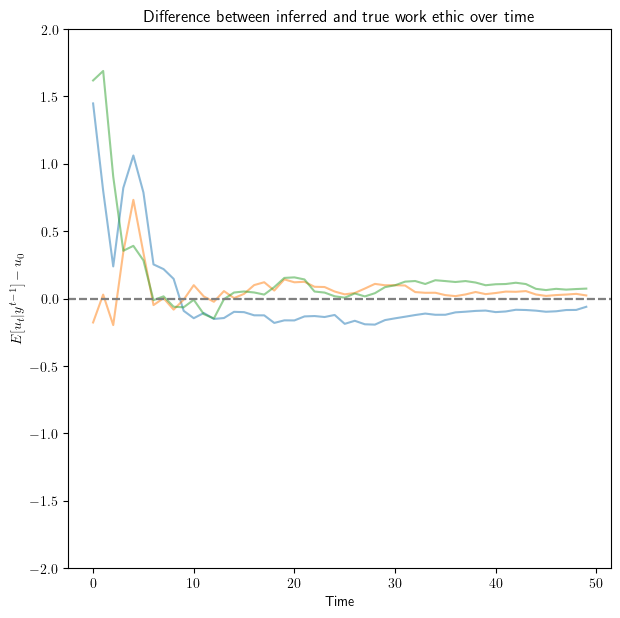 Difference between inferred and true work ethic over time
2.0
1.5
1.0
0.5
0.0
−0.5
−1.0
−1.5
−2.0
E[u_t|y^{t−1}] − u_0
0 10 20 30 40 50
Time